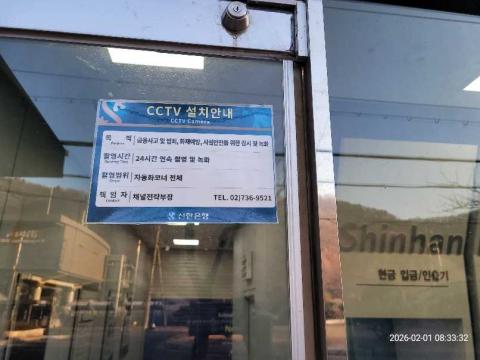 CCTV 설치안내
CCTV Camera
목 적 금융사고 및 범죄, 화재예방, 시설안전을 위한 감시 및 녹화
Purpose
촬영시간 24시간 연속 촬영 및 녹화
촬영범위 자동화코너 전체
책 임 자 채널전략부장 TEL. 02)736-9521
Contact
신한은행
Shinhan
현금 입금/인출기
2026-02-01 08:33:32